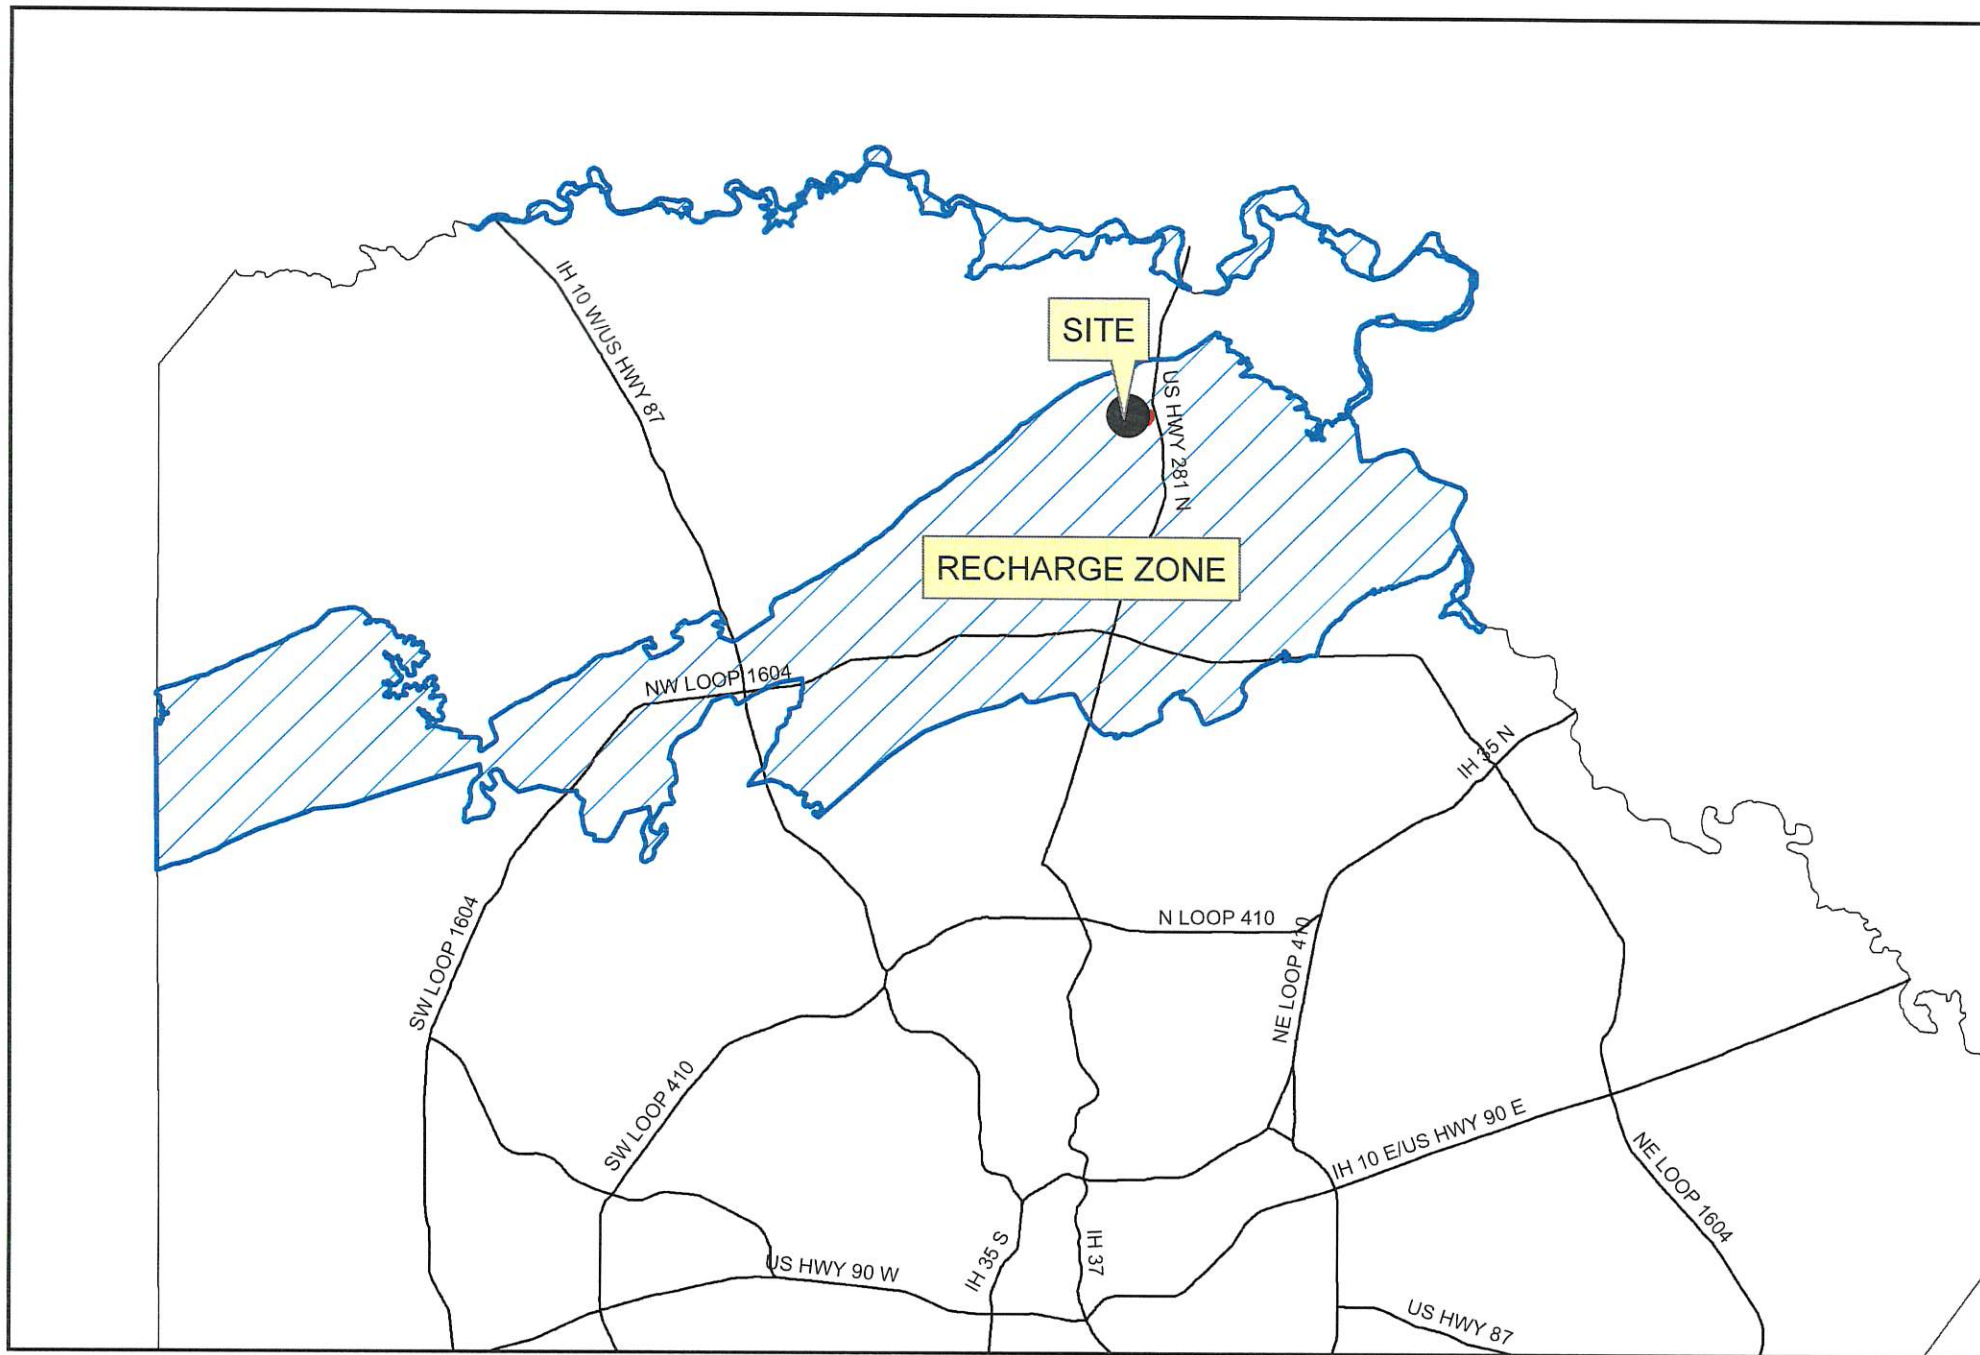 IH 10 W/US HWY 87
SITE
US HWY 281 N
RECHARGE ZONE
NW LOOP 1604
IH 35 N
SW LOOP 1604
N LOOP 410
NE LOOP 410
SW LOOP 410
IH 10 E/US HWY 90 E
NE LOOP 1604
IH 35 S
IH 37
US HWY 90 W
US HWY 87